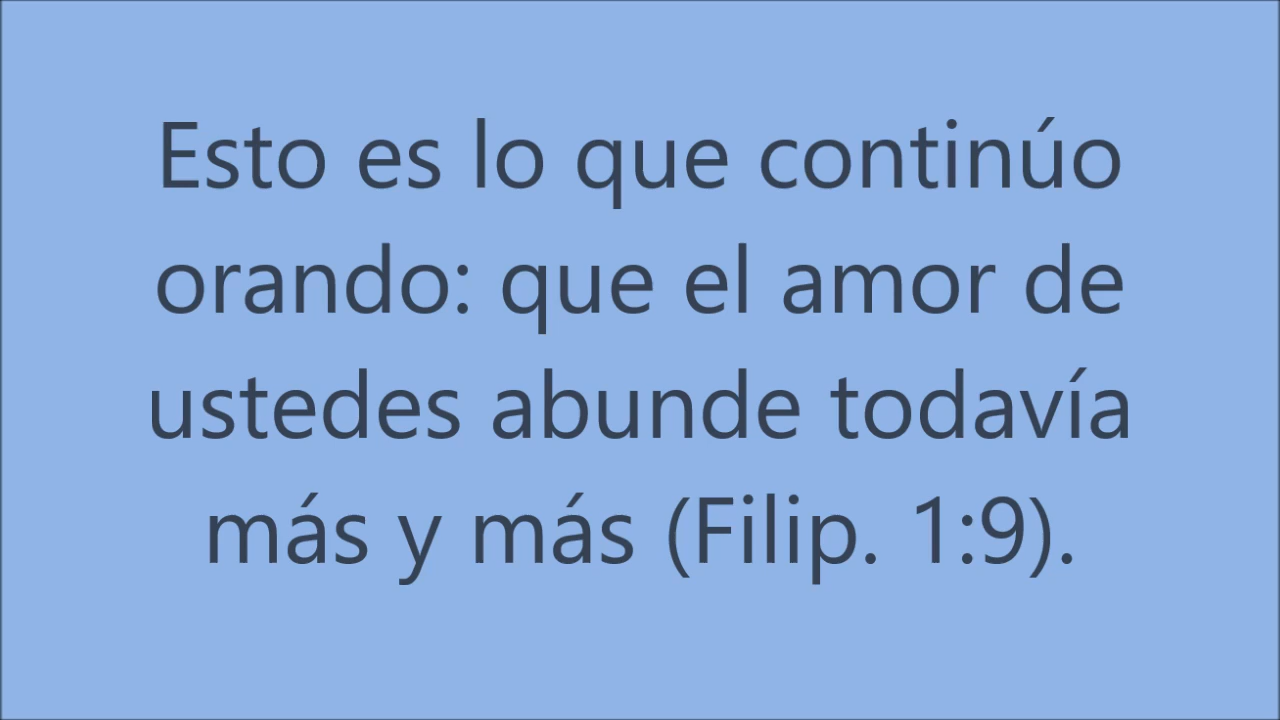 Esto es lo que continúo
orando: que el amor de
ustedes abunde todavía
más y más (Filip. 1:9).